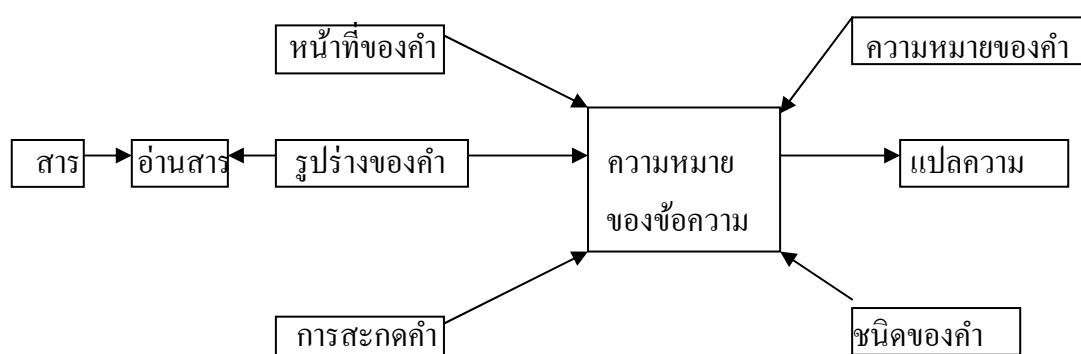 หน้าที่ของคำ
ความหมายของคำ
สาร
อ่านสาร
รูปร่างของคำ
ความหมาย
ของข้อความ
แปลความ
การสะกดคำ
ชนิดของคำ